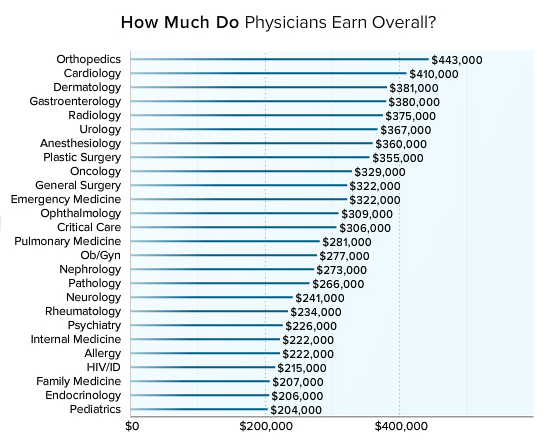 How Much Do Physicians Earn Overall?
Orthopedics $443,000
Cardiology $410,000
Dermatology $381,000
Gastroenterology $380,000
Radiology $375,000
Urology $367,000
Anesthesiology $360,000
Plastic Surgery $355,000
Oncology $329,000
General Surgery $322,000
Emergency Medicine $322,000
Ophthalmology $309,000
Critical Care $306,000
Pulmonary Medicine $281,000
Ob/Gyn $277,000
Nephrology $273,000
Pathology $266,000
Neurology $241,000
Rheumatology $234,000
Psychiatry $226,000
Internal Medicine $222,000
Allergy $222,000
HIV/ID $215,000
Family Medicine $207,000
Endocrinology $206,000
Pediatrics $204,000
$0 $200,000 $400,000